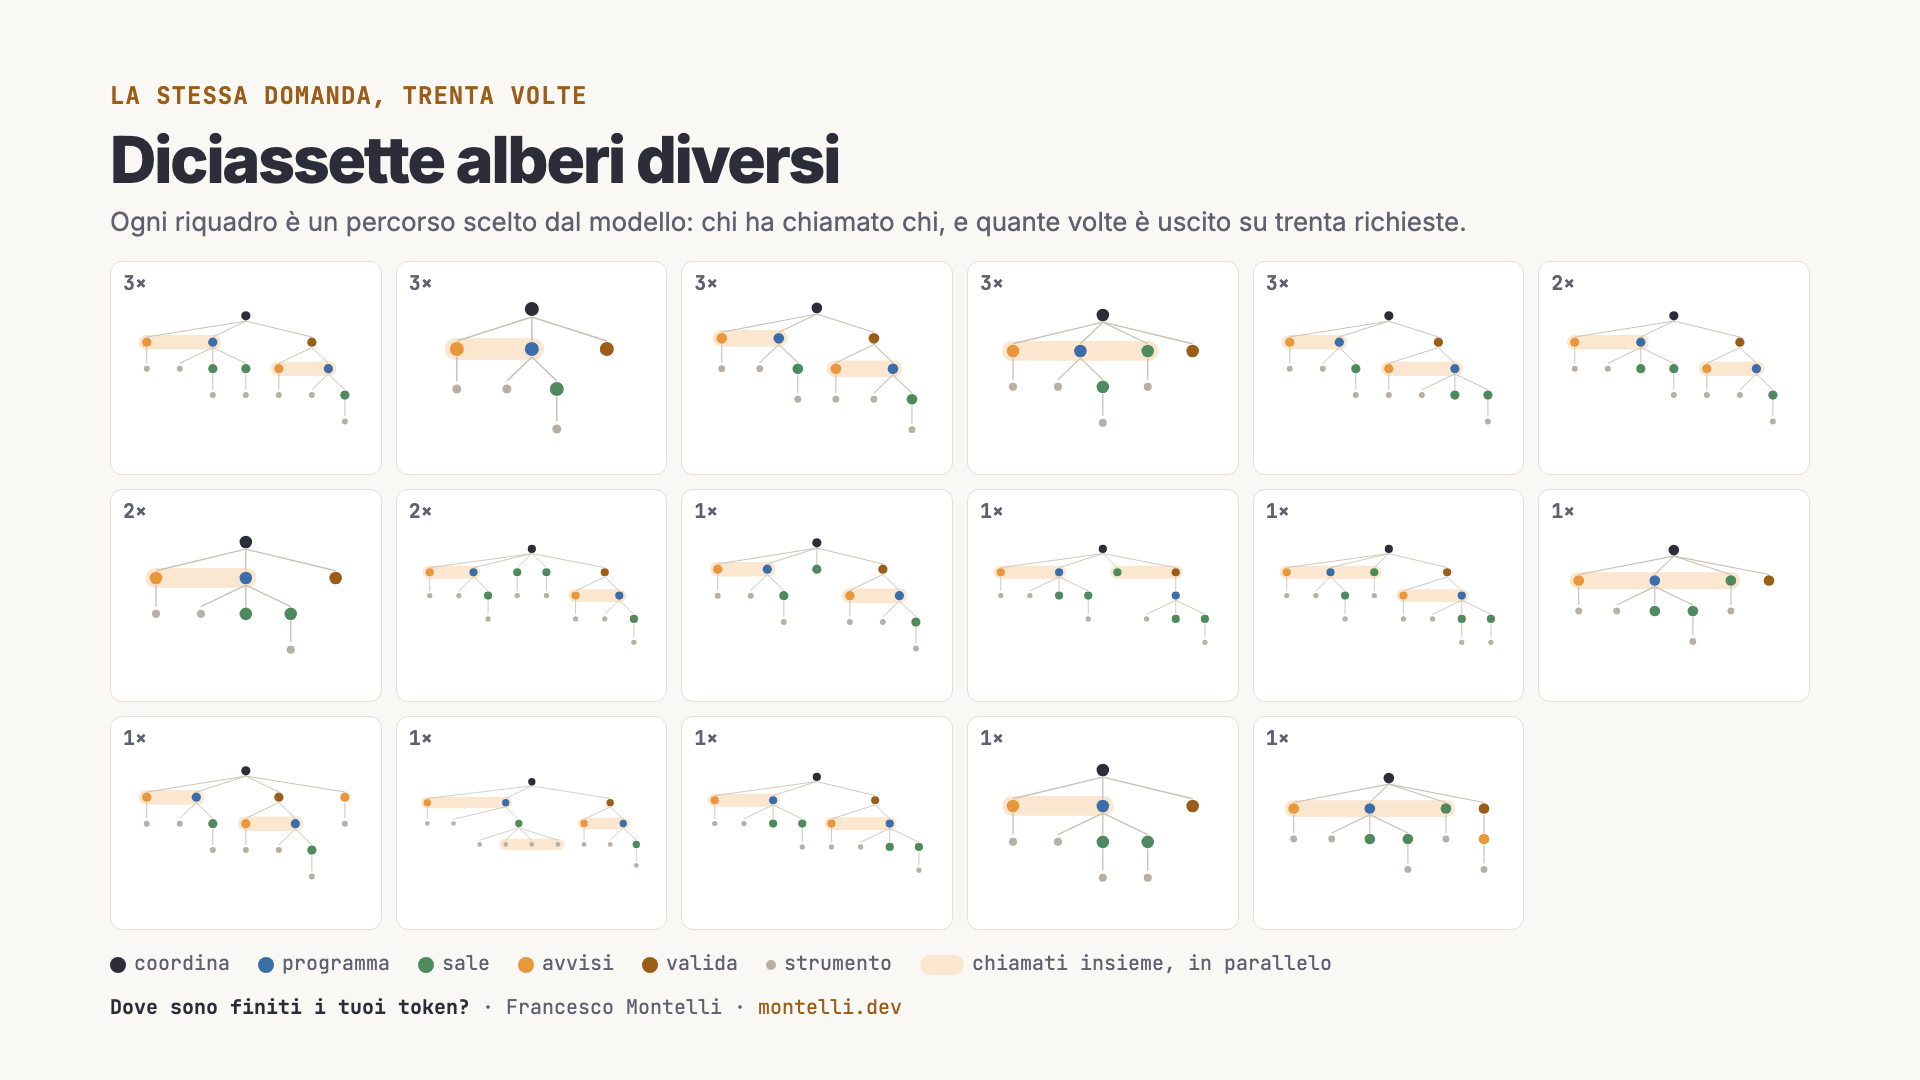 LA STESSA DOMANDA, TRENTA VOLTE
Diciassette alberi diversi
Ogni riquadro è un percorso scelto dal modello: chi ha chiamato chi, e quante volte è uscito su trenta richieste.
3× 3× 3× 3× 3× 2×
2× 2× 1× 1× 1× 1×
1× 1× 1× 1× 1×
coordina programma sale avvisi valida strumento chiamati insieme, in parallelo
Dove sono finiti i tuoi token? · Francesco Montelli · montelli.dev